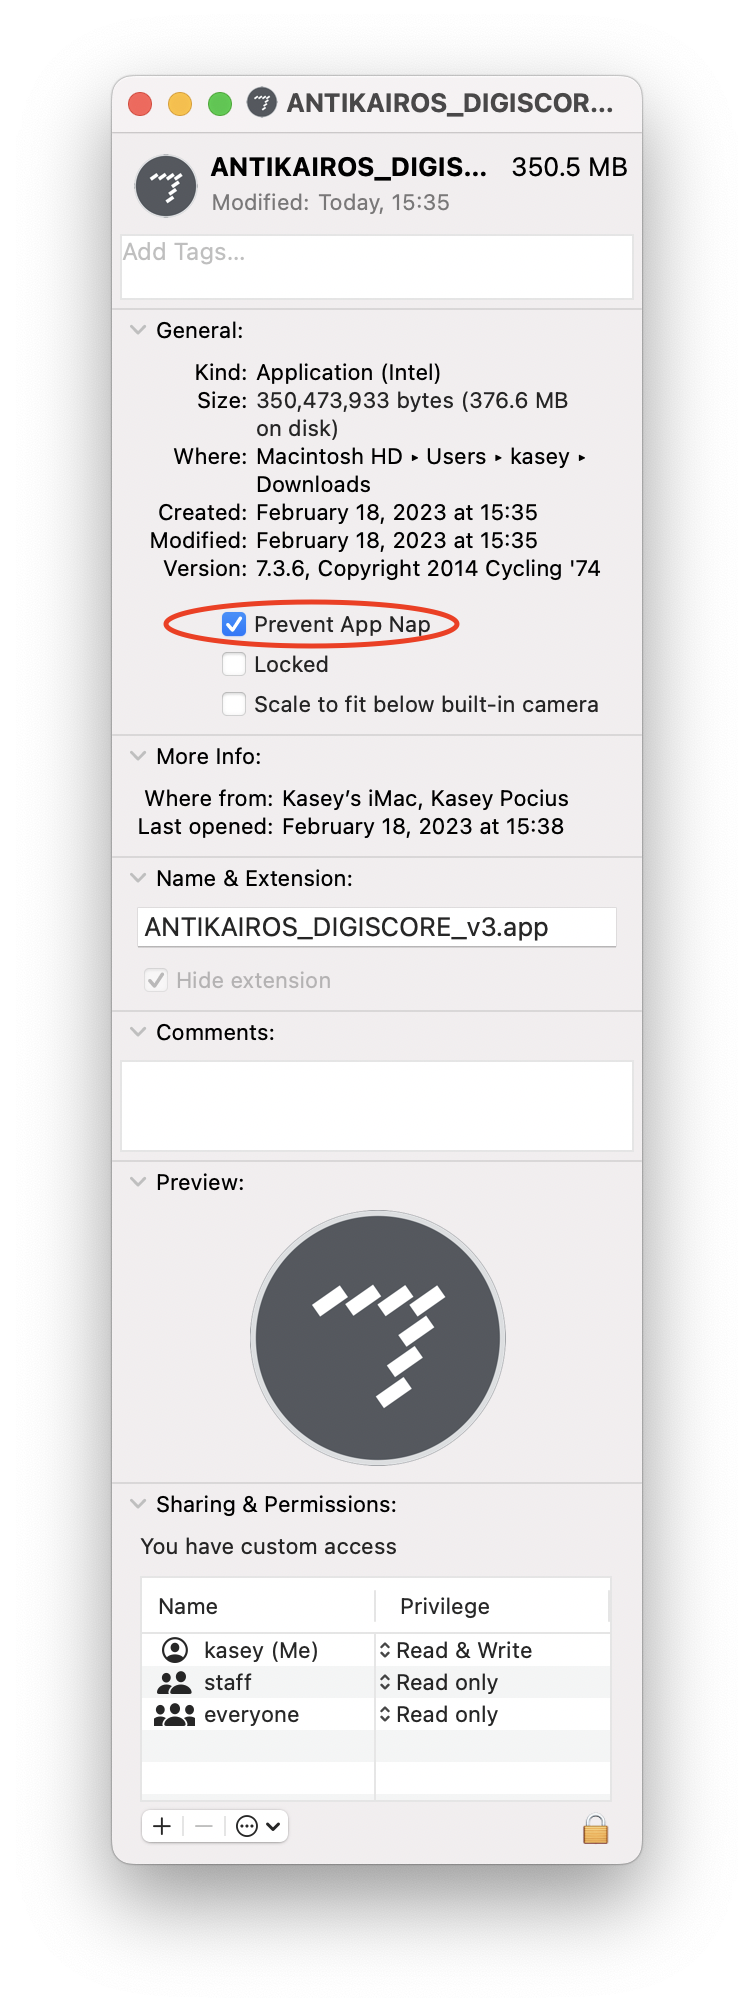 ANTIKAIROS_DIGISCOR...
ANTIKAIROS_DIGIS... 350.5 MB
Modified: Today, 15:35
Add Tags...
General:
Kind: Application (Intel)
Size: 350,473,933 bytes (376.6 MB
on disk)
Where: Macintosh HD ▸ Users ▸ kasey ▸
Downloads
Created: February 18, 2023 at 15:35
Modified: February 18, 2023 at 15:35
Version: 7.3.6, Copyright 2014 Cycling '74
Prevent App Nap
Locked
Scale to fit below built-in camera
More Info:
Where from: Kasey’s iMac, Kasey Pocius
Last opened: February 18, 2023 at 15:38
Name & Extension:
ANTIKAIROS_DIGISCORE_v3.app
Hide extension
Comments:
Preview:
Sharing & Permissions:
You have custom access
Name Privilege
kasey (Me) Read & Write
staff Read only
everyone Read only